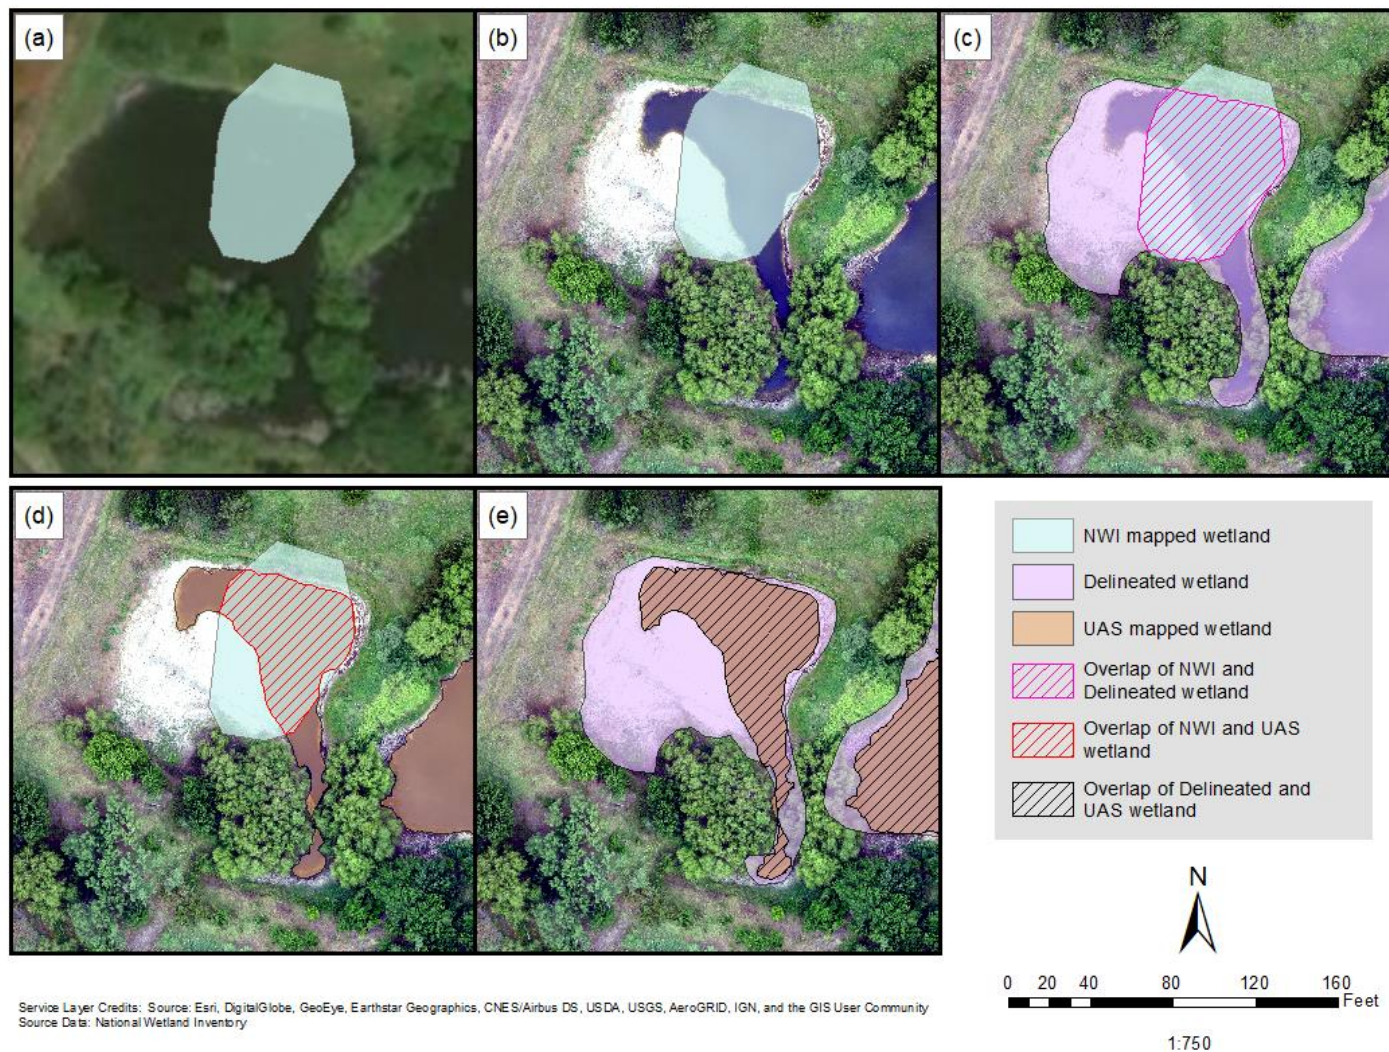 (a)
(b)
(c)
(d)
(e)
NWI mapped wetland
Delineated wetland
UAS mapped wetland
Overlap of NWI and
Delineated wetland
Overlap of NWI and UAS
wetland
Overlap of Delineated and
UAS wetland
N
0 20 40 80 120 160
Feet
1:750
Service Layer Credits: Source: Esri, DigitalGlobe, GeoEye, Earthstar Geographics, CNES/Airbus DS, USDA, USGS, AeroGRID, IGN, and the GIS User Community
Source Data: National Wetland Inventory